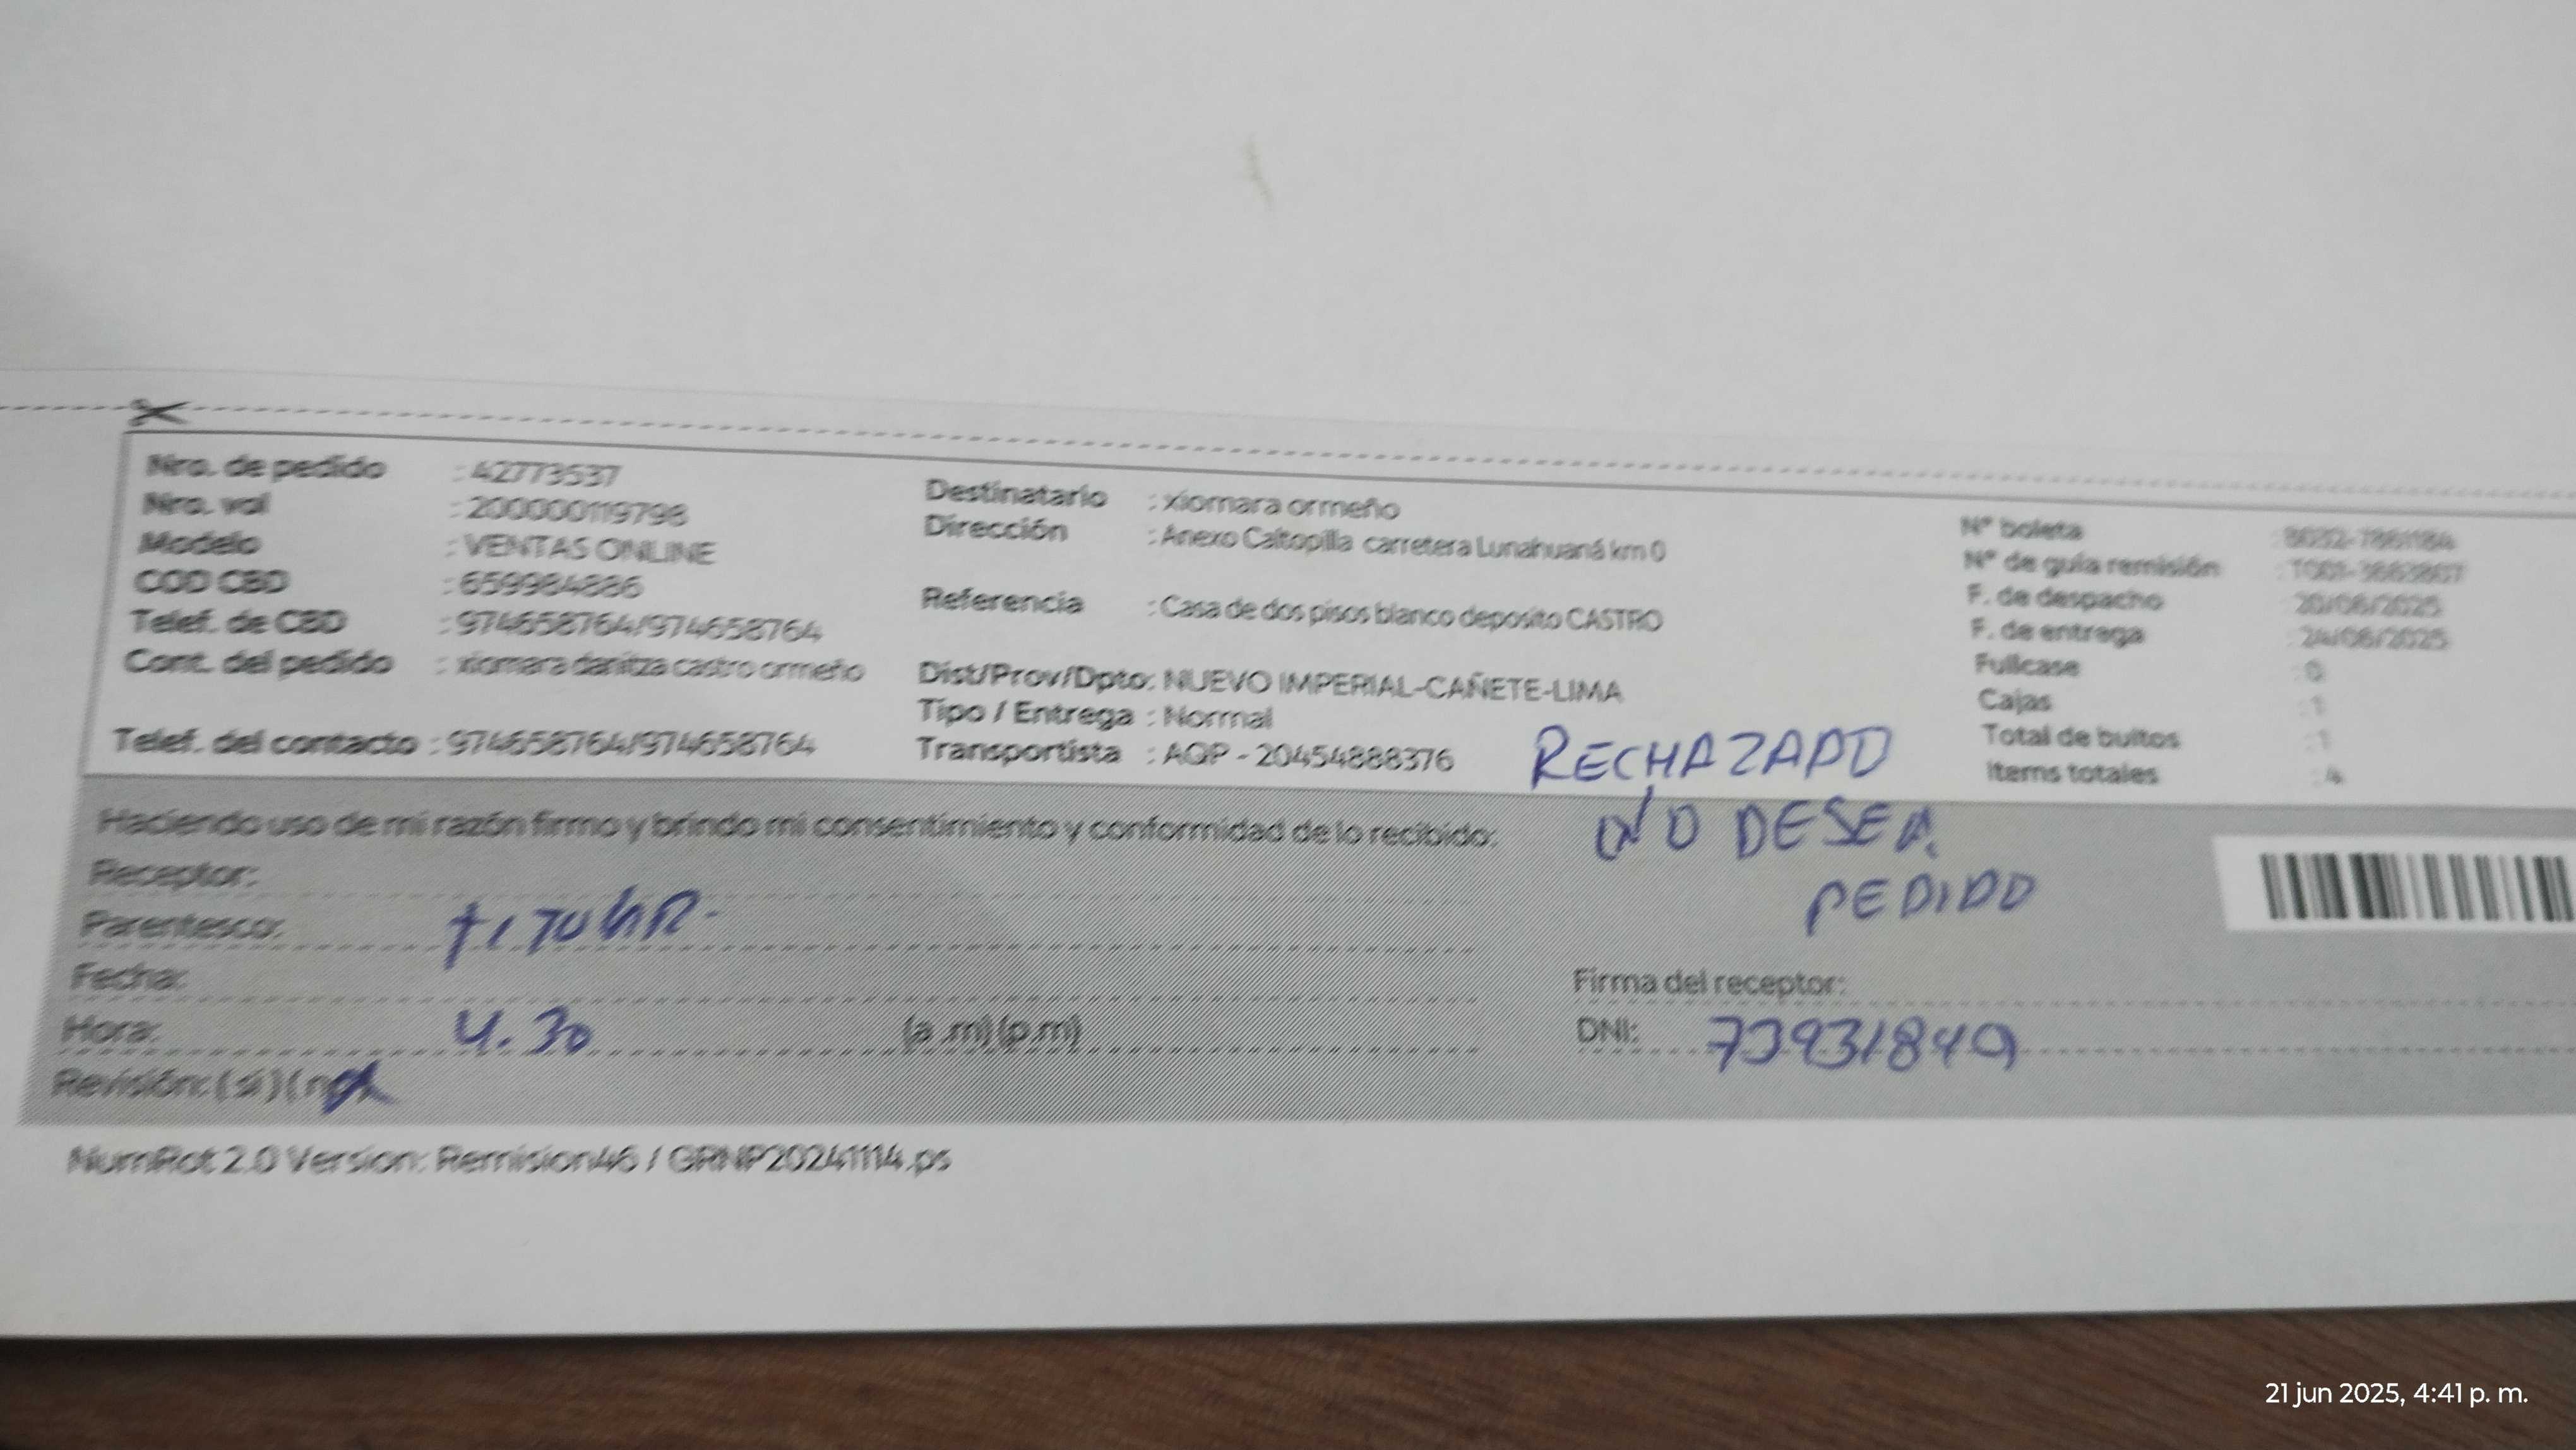 Nro. de pedido : 42773537
Nro. vol : 200000119798
Modelo : VENTAS ONLINE
COD CBD : 659984886
Telef. de CBD : 974658764/974658764
Cont. del pedido : xiomara danitza castro ormeño
Telef. del contacto : 974658764/974658764
Destinatario : xiomara ormeño
Dirección : Anexo Caltopilla carretera Lunahuaná km 0
Referencia : Casa de dos pisos blanco deposito CASTRO
Dist/Prov/Dpto: NUEVO IMPERIAL-CAÑETE-LIMA
Tipo / Entrega : Normal
Transportista : AQP - 20454888376
N° boleta
N° de guía remisión
F. de despacho : 20/06/2025
F. de entrega : 24/06/2025
Fullcase : 0
Cajas : 1
Total de bultos : 1
Items totales : 4
RECHAZADO
NO DESEA
PEDIDO
Haciendo uso de mi razón firmo y brindo mi consentimiento y conformidad de lo recibido:
Receptor:
Parentesco:
Fecha:
Hora: 4.30 (a.m)(p.m)
Revisión: (si)(no
Firma del receptor:
DNI: 73931849
NumRot 2.0 Version: Remision46 / GRNP20241114.ps
21 jun 2025, 4:41 p. m.